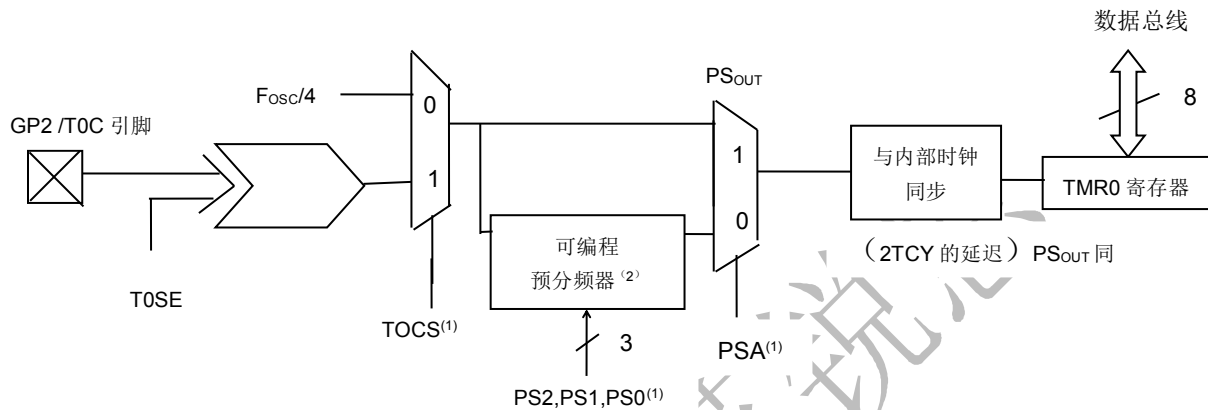 数据总线
8
PSOUT
FOSC/4
0
GP2 /T0C 引脚
1
1
0
与内部时钟
同步
TMR0 寄存器
可编程
预分频器（2）
（2TCY 的延迟）PSOUT 同
T0SE
TOCS(1)
3
PSA(1)
PS2,PS1,PS0(1)